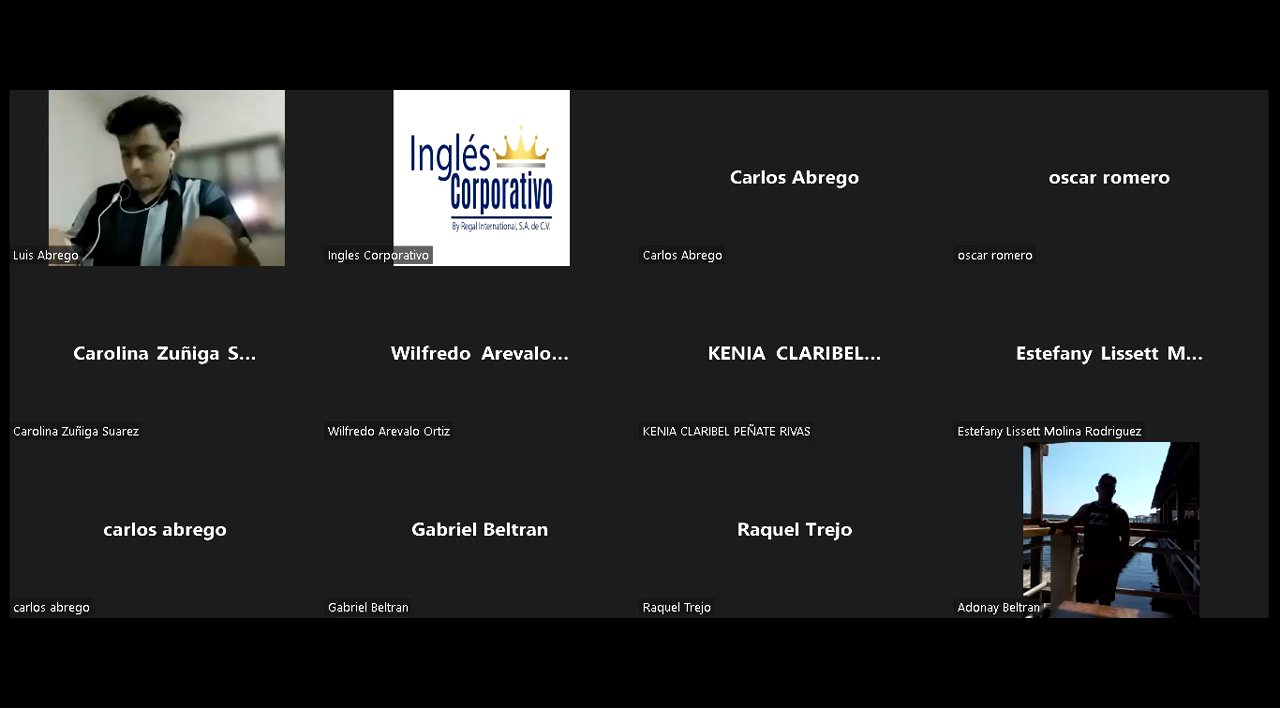 Luis Abrego
Inglés
Corporativo
By Regal International, S.A. de C.V.
Ingles Corporativo
Carlos Abrego
Carlos Abrego
oscar romero
oscar romero
Carolina Zuñiga S...
Carolina Zuñiga Suarez
Wilfredo Arevalo...
Wilfredo Arevalo Ortiz
KENIA CLARIBEL...
KENIA CLARIBEL PEÑATE RIVAS
Estefany Lissett M...
Estefany Lissett Molina Rodriguez
carlos abrego
carlos abrego
Gabriel Beltran
Gabriel Beltran
Raquel Trejo
Raquel Trejo
Adonay Beltran